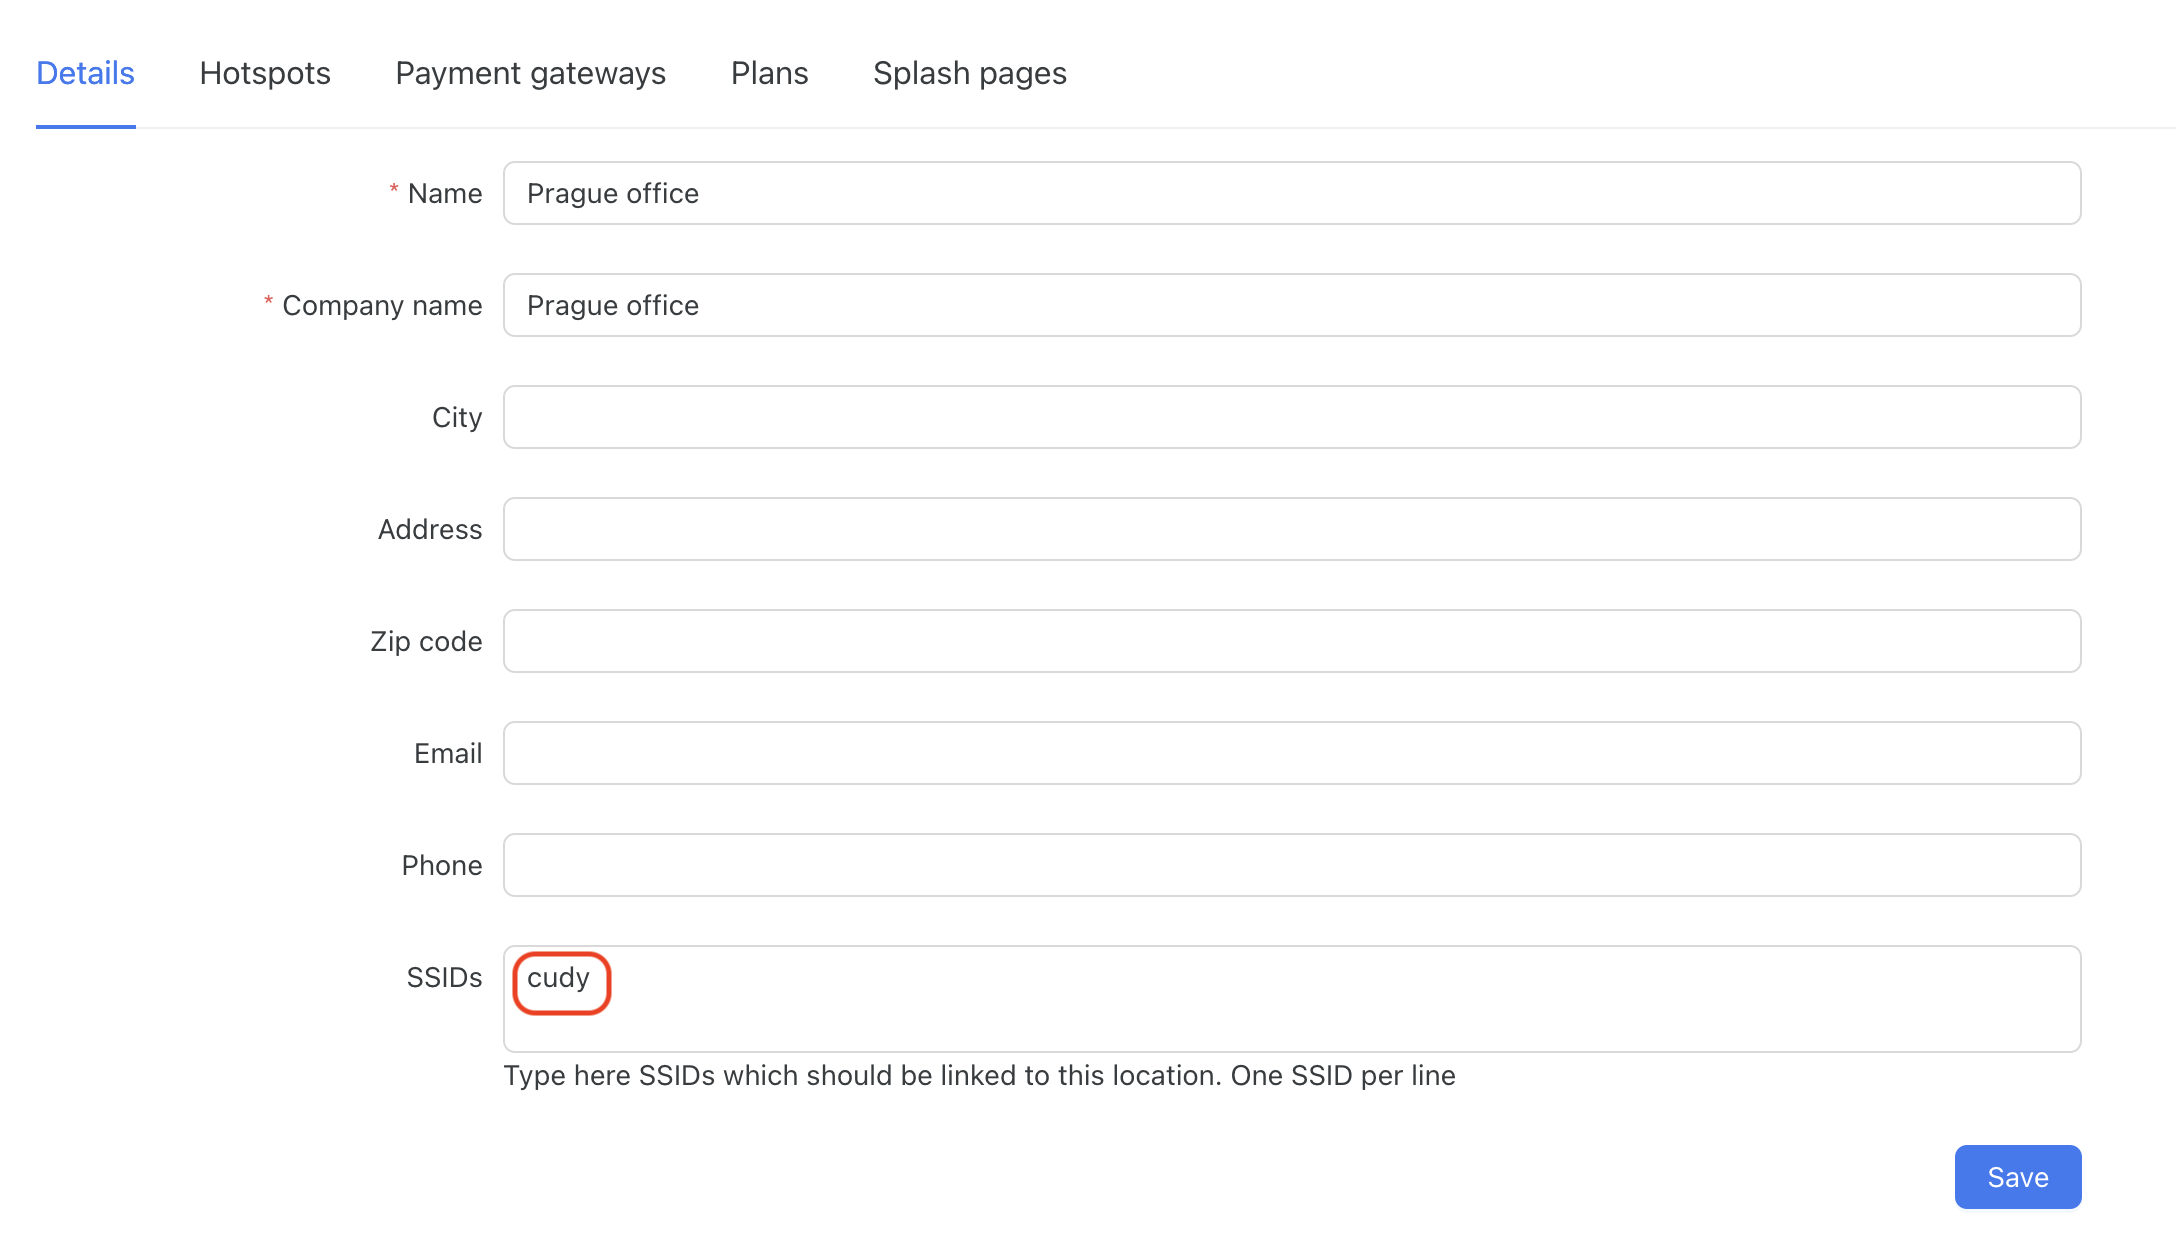 Details Hotspots Payment gateways Plans Splash pages
* Name Prague office
* Company name Prague office
City
Address
Zip code
Email
Phone
SSIDs cudy
Type here SSIDs which should be linked to this location. One SSID per line
Save